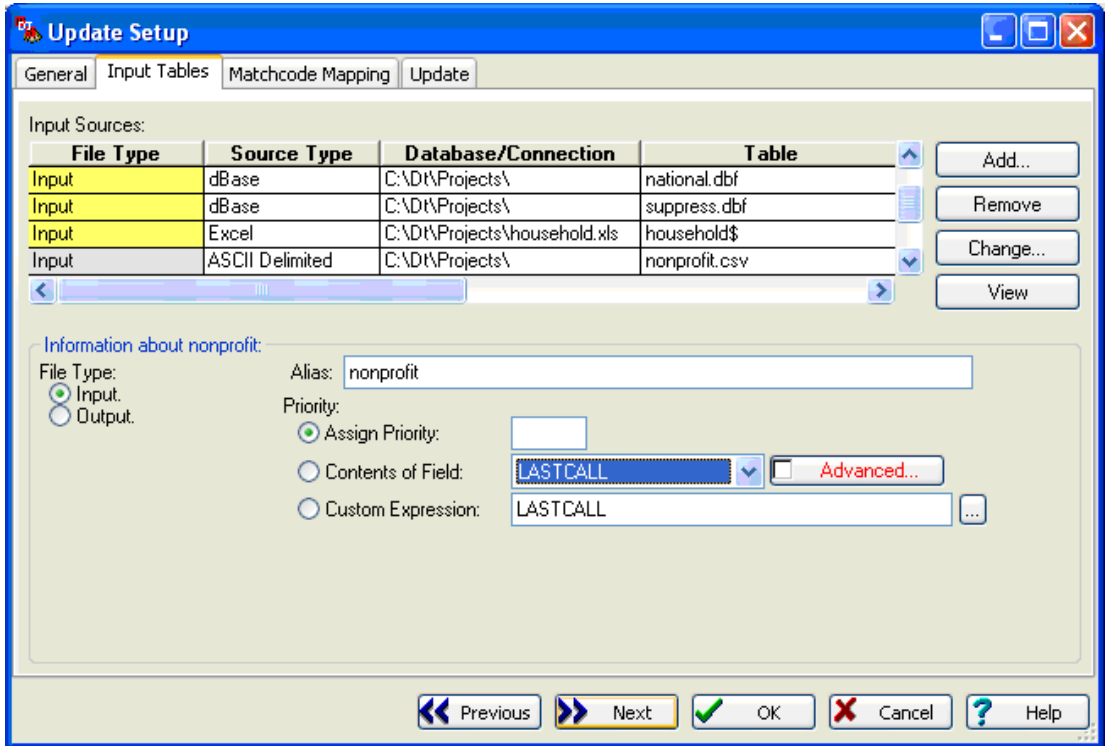 DT Update Setup
General Input Tables Matchcode Mapping Update
Input Sources:
File Type Source Type Database/Connection Table
Input dBase C:\Dt\Projects\ national.dbf
Input dBase C:\Dt\Projects\ suppress.dbf
Input Excel C:\Dt\Projects\household.xls household$
Input ASCII Delimited C:\Dt\Projects\ nonprofit.csv
Add...
Remove
Change...
View
Information about nonprofit:
File Type:
Input.
Output.
Alias: nonprofit
Priority:
Assign Priority:
Contents of Field: LASTCALL Advanced...
Custom Expression: LASTCALL ...
Previous Next OK Cancel ? Help